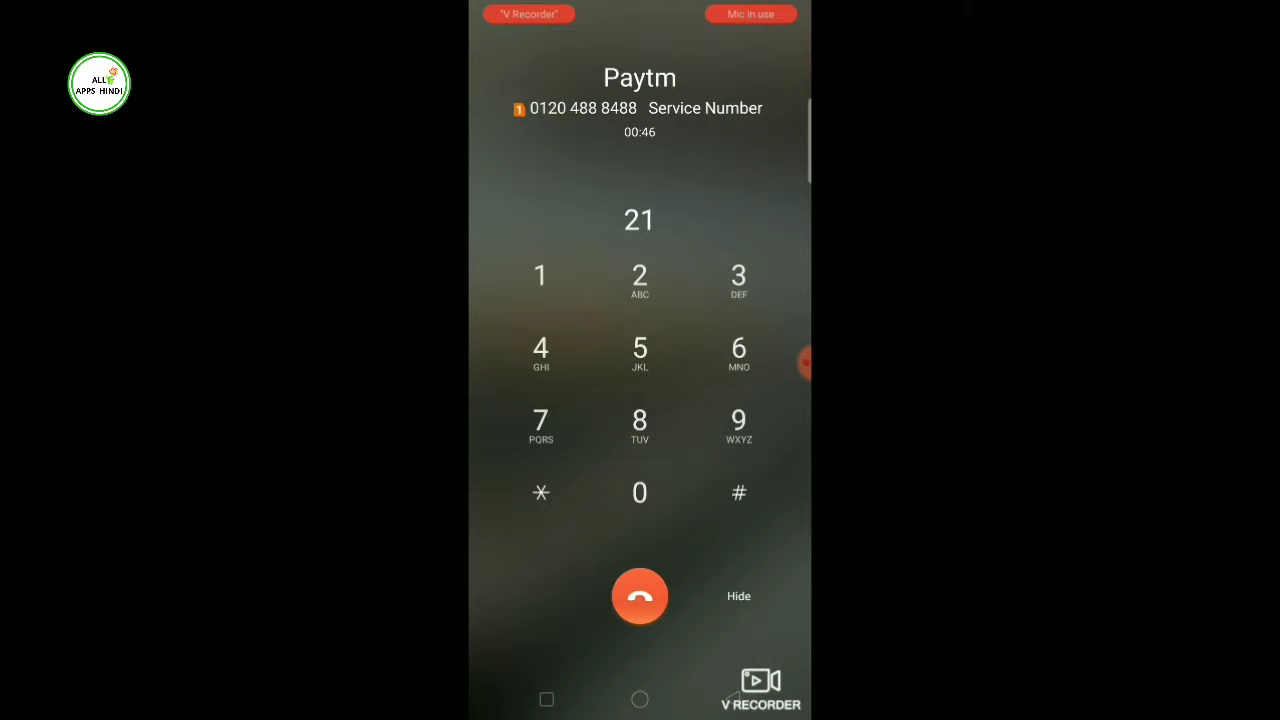 "V Recorder"
Mic in use
ALL
APPS HINDI
Paytm
1 0120 488 8488 Service Number
00:46
21
1 2 3
ABC DEF
4 5 6
GHI JKL MNO
7 8 9
PQRS TUV WXYZ
* 0 #
Hide
V RECORDER